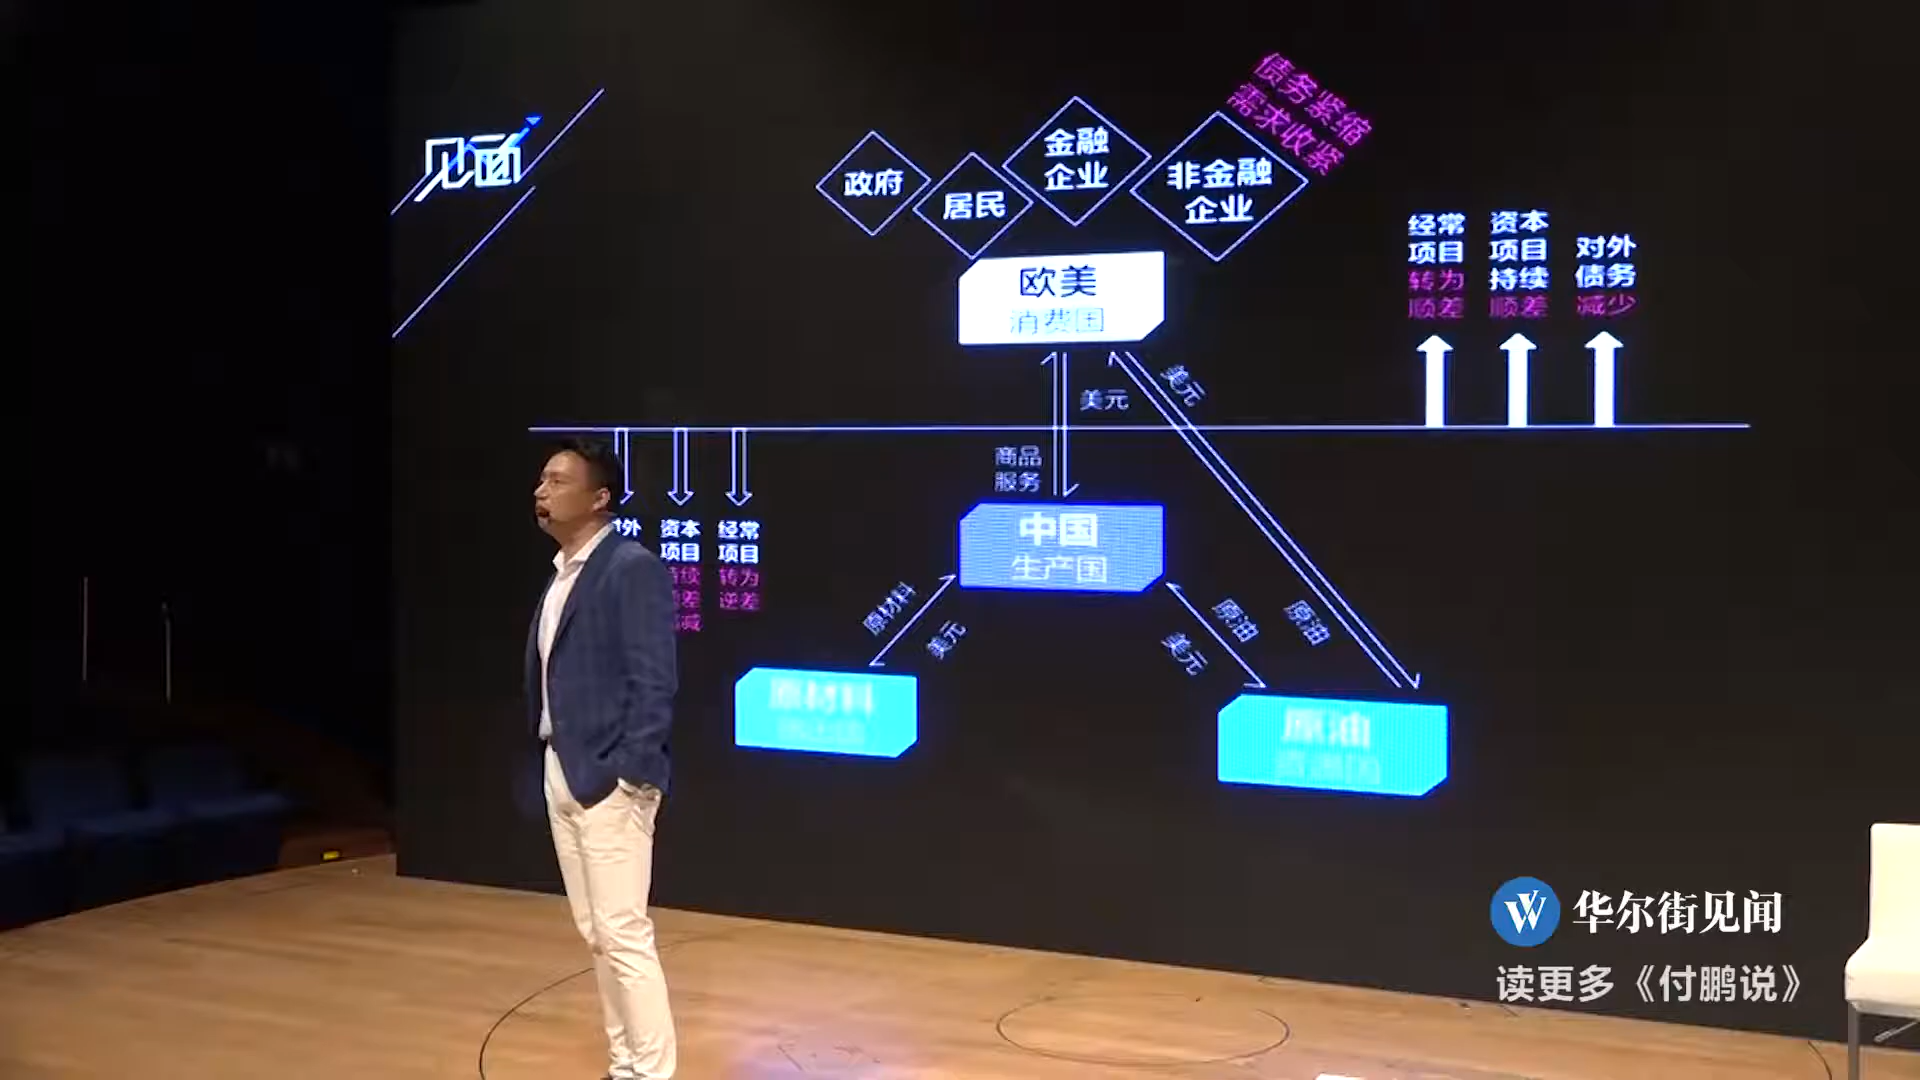 见面
债务紧缩
需求收紧
政府
居民
金融
企业
非金融
企业
欧美
消费国
经常
项目
转为
顺差
资本
项目
持续
顺差
对外
债务
减少
美元
美元
商品
服务
中国
生产国
外
资本
项目
经常
项目
转为
逆差
原材料
美元
原油
美元
原油
原材料
原油
W 华尔街见闻
读更多《付鹏说》